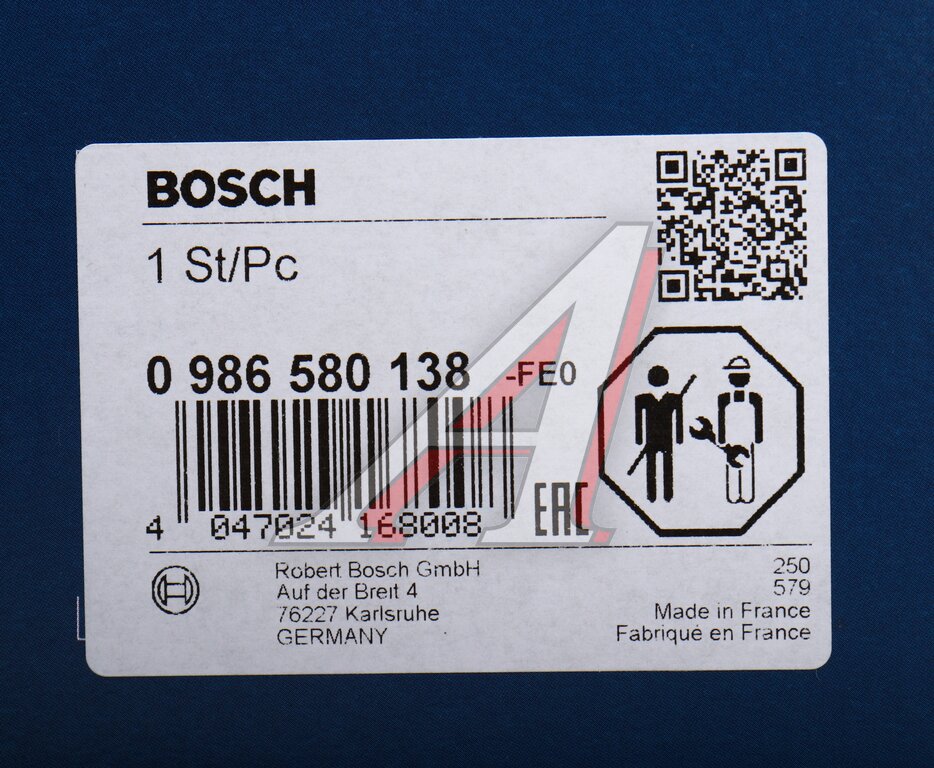 BOSCH
1 St/Pc
0 986 580 138 -FE0
4 047024 168008
EAC
Robert Bosch GmbH
Auf der Breit 4
76227 Karlsruhe
GERMANY
250
579
Made in France
Fabriqué en France